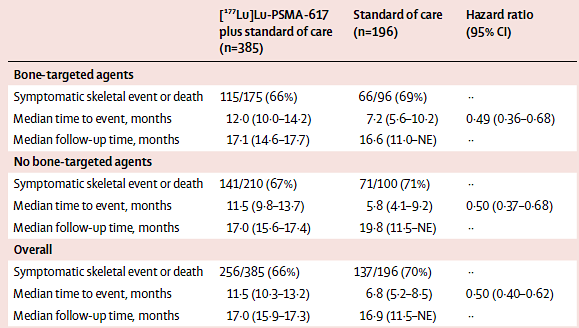 [¹⁷⁷Lu]Lu-PSMA-617 plus standard of care (n=385) Standard of care (n=196) Hazard ratio (95% CI)
Bone-targeted agents
Symptomatic skeletal event or death 115/175 (66%) 66/96 (69%) ··
Median time to event, months 12·0 (10·0–14·2) 7·2 (5·6–10·2) 0·49 (0·36–0·68)
Median follow-up time, months 17·1 (14·6–17·7) 16·6 (11·0–NE) ··
No bone-targeted agents
Symptomatic skeletal event or death 141/210 (67%) 71/100 (71%) ··
Median time to event, months 11·5 (9·8–13·7) 5·8 (4·1–9·2) 0·50 (0·37–0·68)
Median follow-up time, months 17·0 (15·6–17·4) 19·8 (11·5–NE) ··
Overall
Symptomatic skeletal event or death 256/385 (66%) 137/196 (70%) ··
Median time to event, months 11·5 (10·3–13·2) 6·8 (5·2–8·5) 0·50 (0·40–0·62)
Median follow-up time, months 17·0 (15·9–17·3) 16·9 (11·5–NE) ··